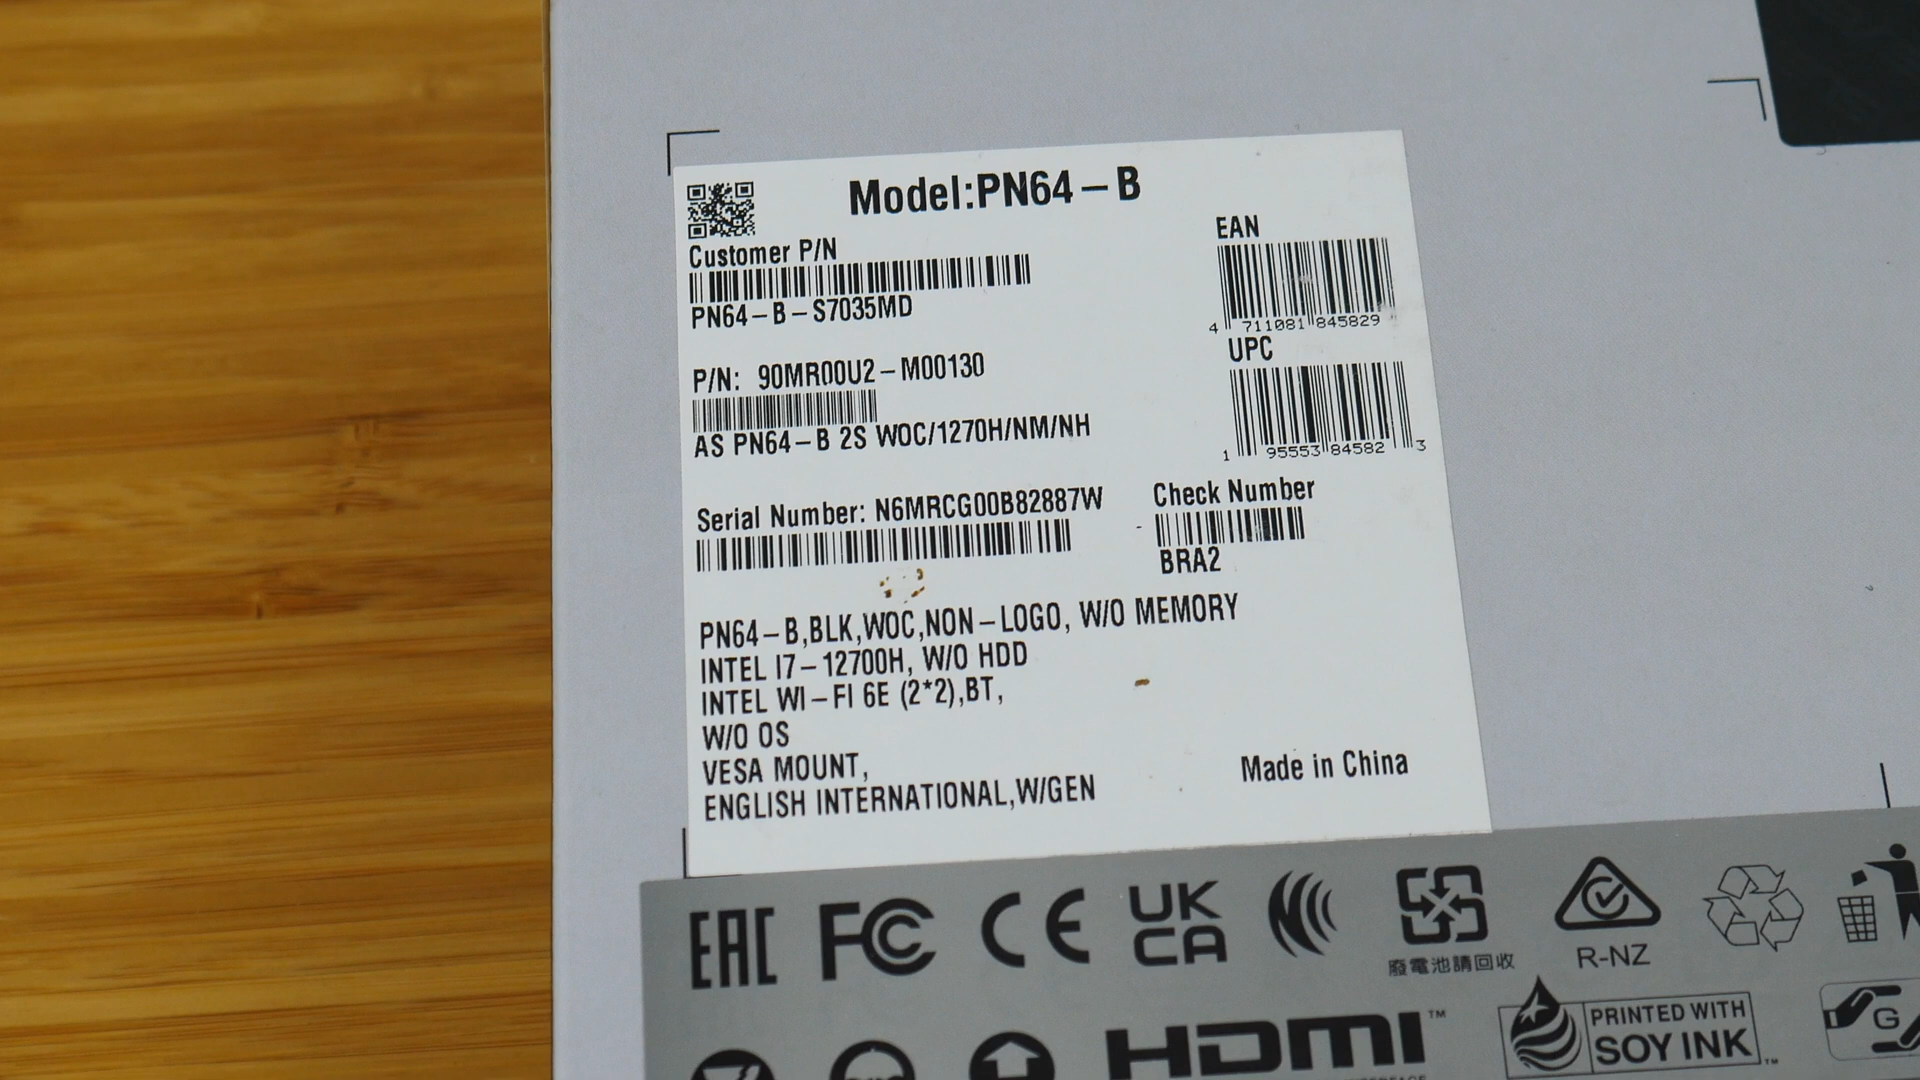 Model:PN64-B
Customer P/N
PN64-B-S7035MD
EAN
4 711081 845829
UPC
1 95553 84582 3
P/N: 90MR00U2-M00130
AS PN64-B 2S WOC/1270H/NM/NH
Serial Number: N6MRCG00B82887W
Check Number
BRA2
PN64-B,BLK,WOC,NON-LOGO, W/O MEMORY
INTEL I7-12700H, W/O HDD
INTEL WI-FI 6E (2*2),BT,
W/O OS
VESA MOUNT,
ENGLISH INTERNATIONAL,W/GEN
Made in China
EAC FC CE UK CA
廢電池請回收
R-NZ
HDMI™
PRINTED WITH
SOY INK™
G